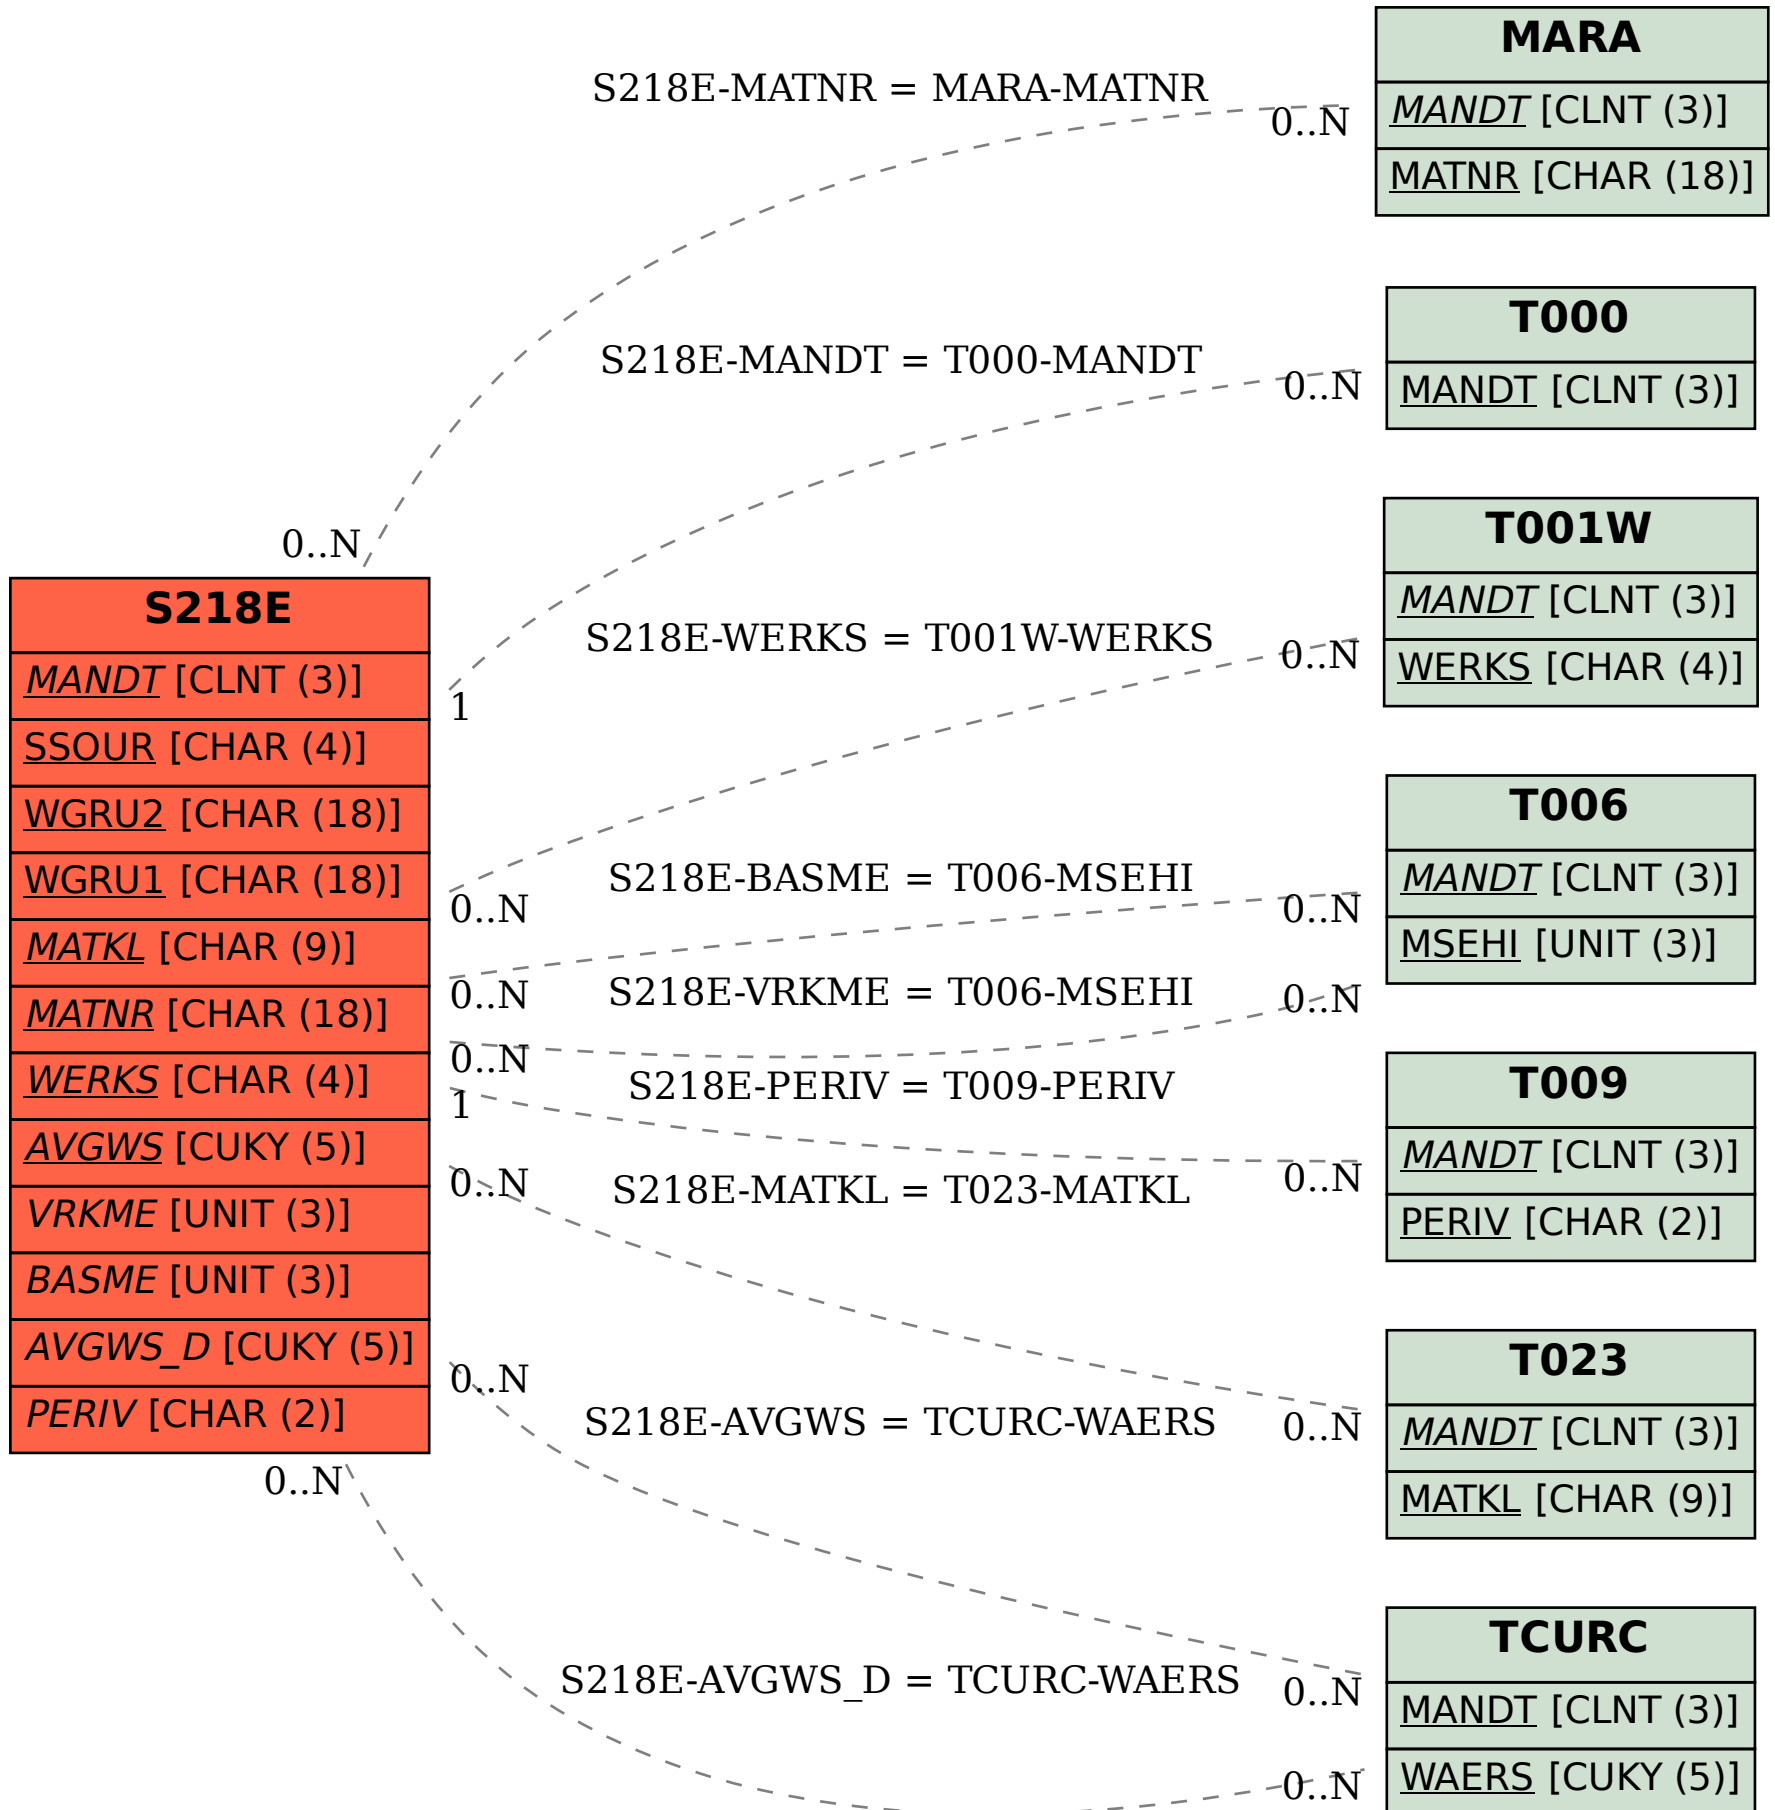 MARA
MANDT [CLNT (3)]
MATNR [CHAR (18)]
S218E-MATNR = MARA-MATNR
0..N
0..N
T000
MANDT [CLNT (3)]
S218E-MANDT = T000-MANDT
0..N
1
T001W
MANDT [CLNT (3)]
WERKS [CHAR (4)]
S218E-WERKS = T001W-WERKS
0..N
0..N
S218E
MANDT [CLNT (3)]
SSOUR [CHAR (4)]
WGRU2 [CHAR (18)]
WGRU1 [CHAR (18)]
MATKL [CHAR (9)]
MATNR [CHAR (18)]
WERKS [CHAR (4)]
AVGWS [CUKY (5)]
VRKME [UNIT (3)]
BASME [UNIT (3)]
AVGWS_D [CUKY (5)]
PERIV [CHAR (2)]
T006
MANDT [CLNT (3)]
MSEHI [UNIT (3)]
S218E-BASME = T006-MSEHI
0..N
0..N
S218E-VRKME = T006-MSEHI
0..N
0..N
T009
MANDT [CLNT (3)]
PERIV [CHAR (2)]
S218E-PERIV = T009-PERIV
0..N
1
T023
MANDT [CLNT (3)]
MATKL [CHAR (9)]
S218E-MATKL = T023-MATKL
0..N
0..N
TCURC
MANDT [CLNT (3)]
WAERS [CUKY (5)]
S218E-AVGWS = TCURC-WAERS
0..N
0..N
S218E-AVGWS_D = TCURC-WAERS
0..N
0..N